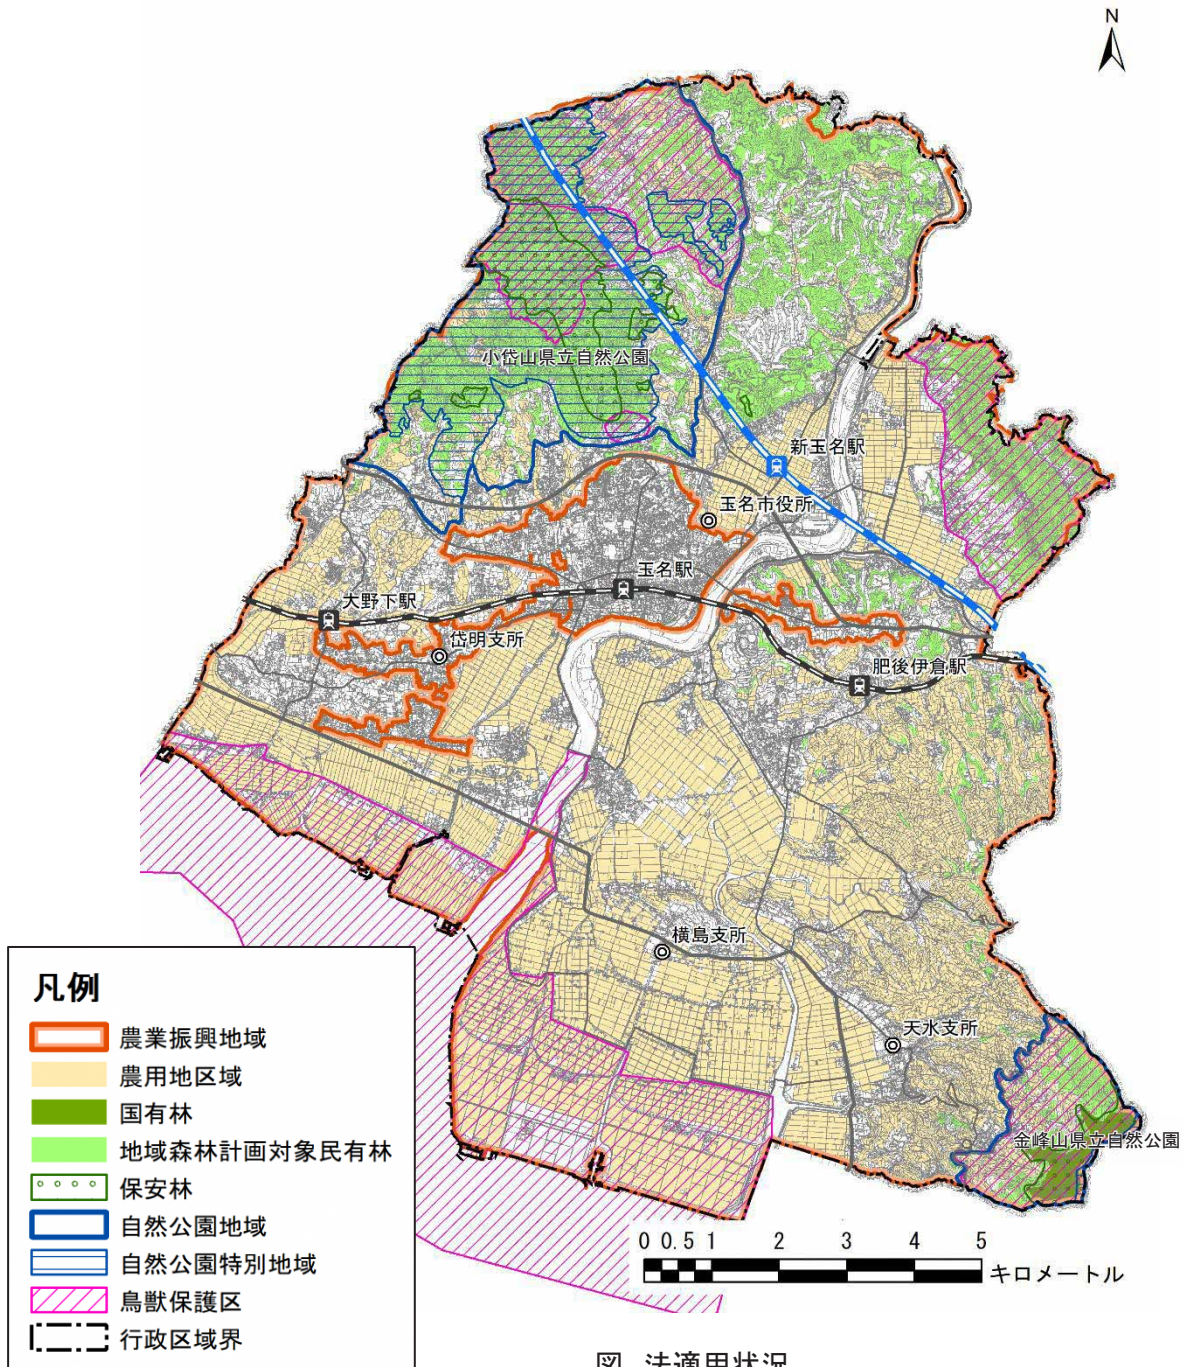 N
小岱山県立自然公園
新玉名駅
玉名市役所
玉名駅
大野下駅
岱明支所
肥後伊倉駅
横島支所
天水支所
金峰山県立自然公園
凡例
農業振興地域
農用地区域
国有林
地域森林計画対象民有林
保安林
自然公園地域
自然公園特別地域
鳥獣保護区
行政区域界
0 0.5 1 2 3 4 5
キロメートル
図 法適用状況